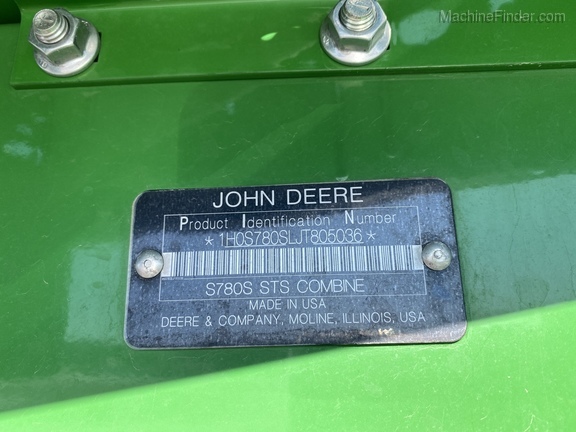 MachineFinder.com
JOHN DEERE
Product Identification Number
*1H0S780SLJT805036*
S780S STS COMBINE
MADE IN USA
DEERE & COMPANY, MOLINE, ILLINOIS, USA